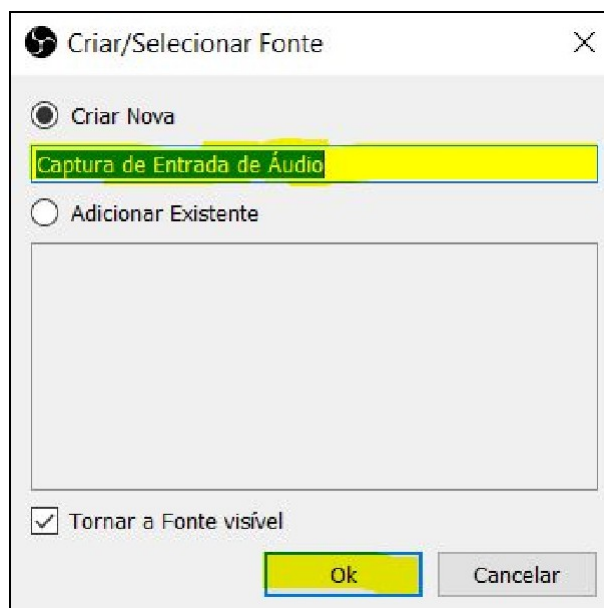 Criar/Selecionar Fonte
Criar Nova
Captura de Entrada de Áudio
Adicionar Existente
Tornar a Fonte visível
Ok Cancelar